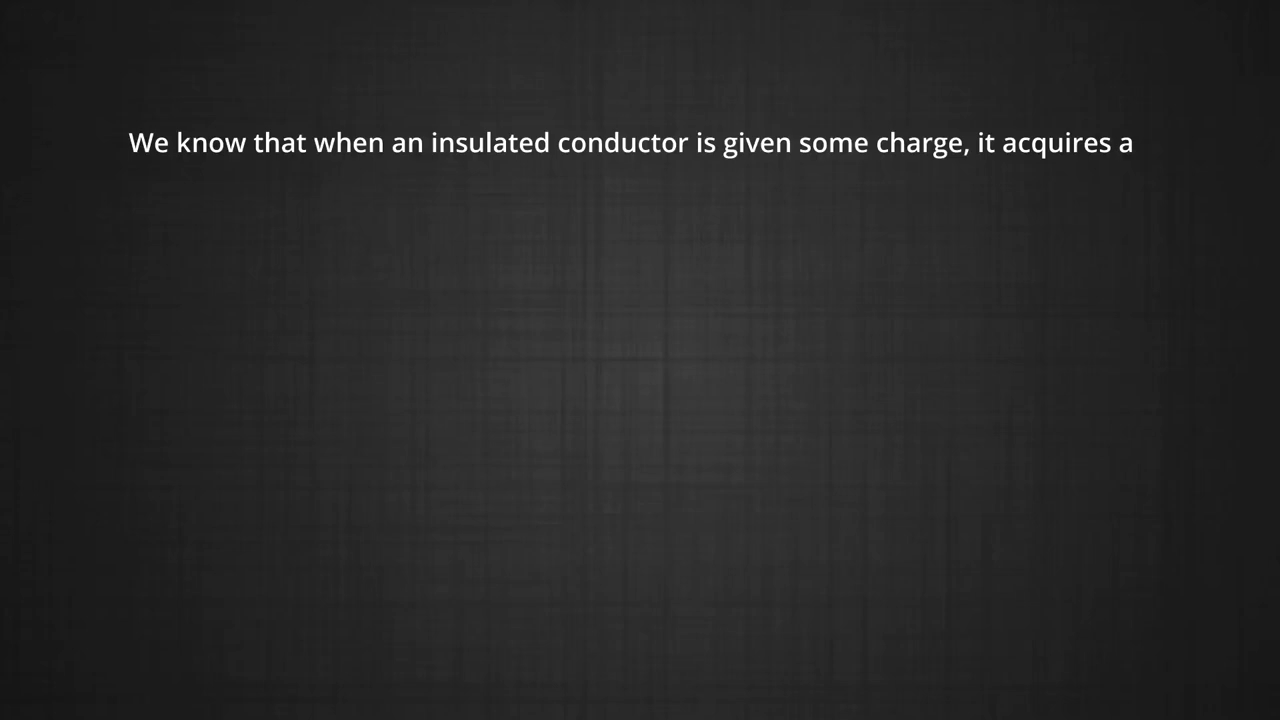 We know that when an insulated conductor is given some charge, it acquires a